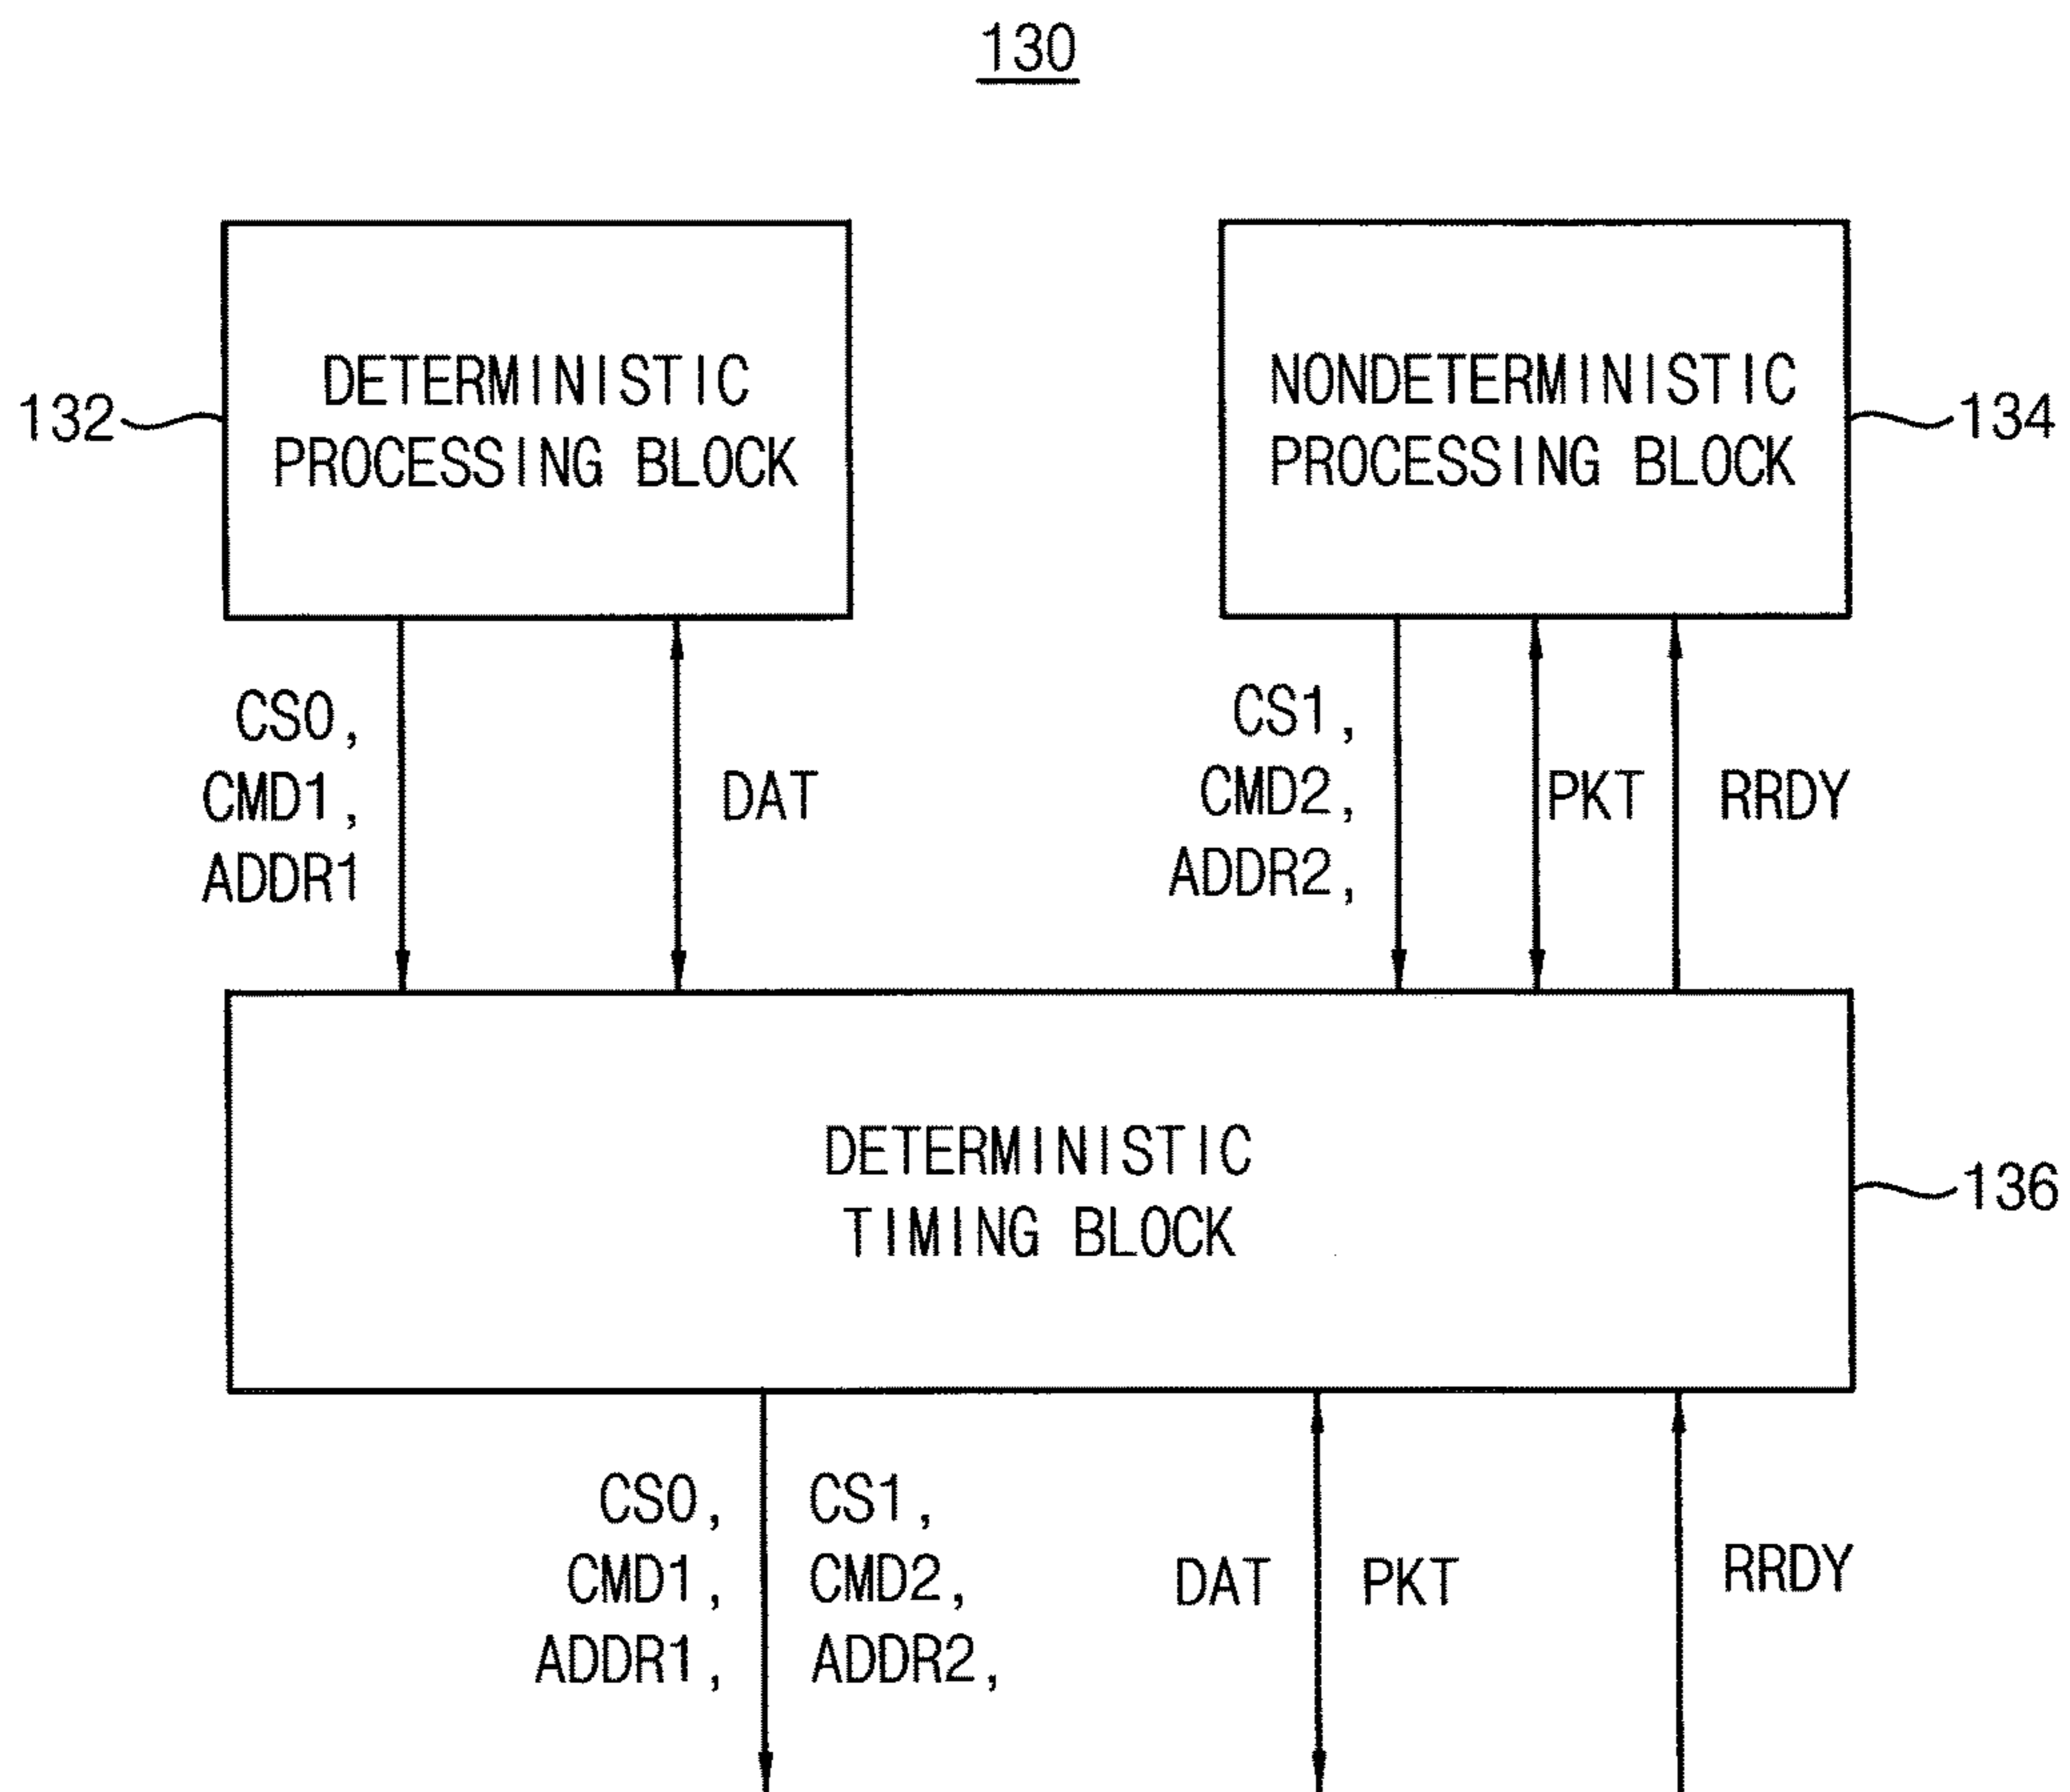 130
DETERMINISTIC
PROCESSING BLOCK
132
NONDETERMINISTIC
PROCESSING BLOCK
134
CS0,
CMD1,
ADDR1
DAT
CS1,
CMD2,
ADDR2,
PKT
RRDY
DETERMINISTIC
TIMING BLOCK
136
CS0,
CMD1,
ADDR1,
CS1,
CMD2,
ADDR2,
DAT
PKT
RRDY